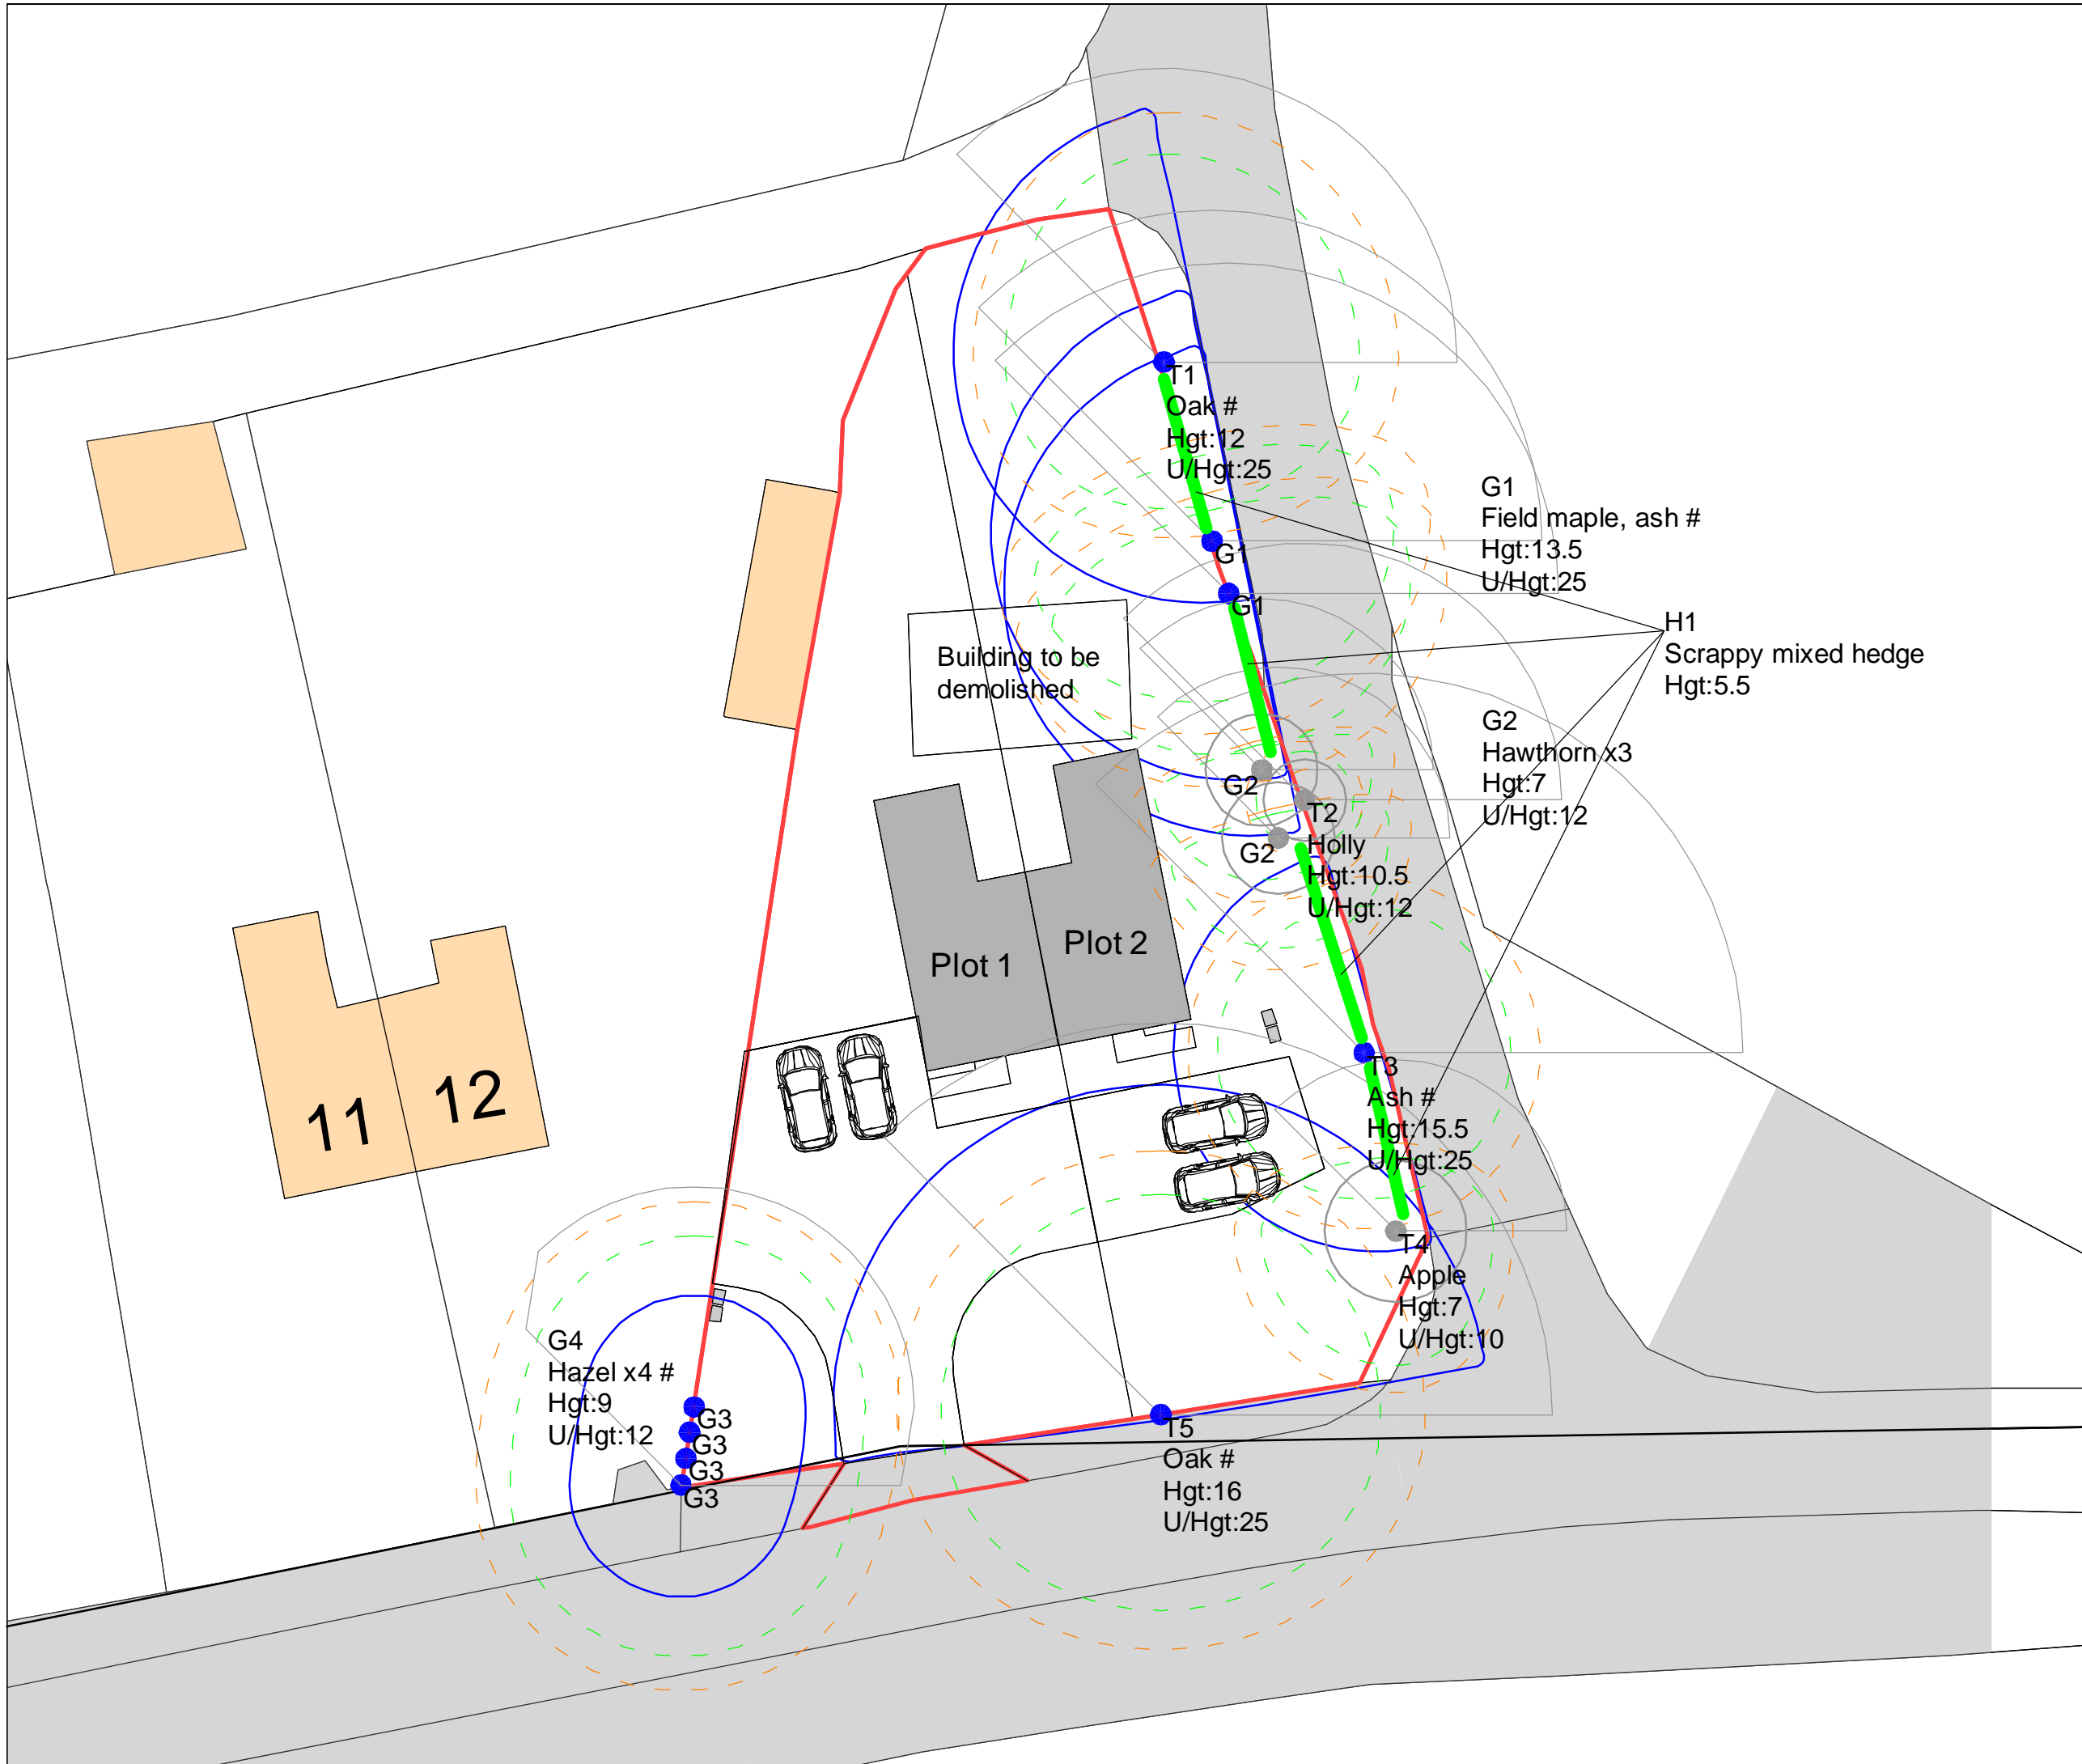 T1
Oak #
Hgt:12
U/Hgt:25
G1
Field maple, ash #
Hgt:13.5
U/Hgt:25
G1
G1
H1
Scrappy mixed hedge
Hgt:5.5
Building to be
demolished
G2
Hawthorn x3
Hgt:7
U/Hgt:12
G2
G2
T2
Holly
Hgt:10.5
U/Hgt:12
Plot 1
Plot 2
11
12
T3
Ash #
Hgt:15.5
U/Hgt:25
T4
Apple
Hgt:7
U/Hgt:10
G4
Hazel x4 #
Hgt:9
U/Hgt:12
G3
G3
G3
G3
T5
Oak #
Hgt:16
U/Hgt:25